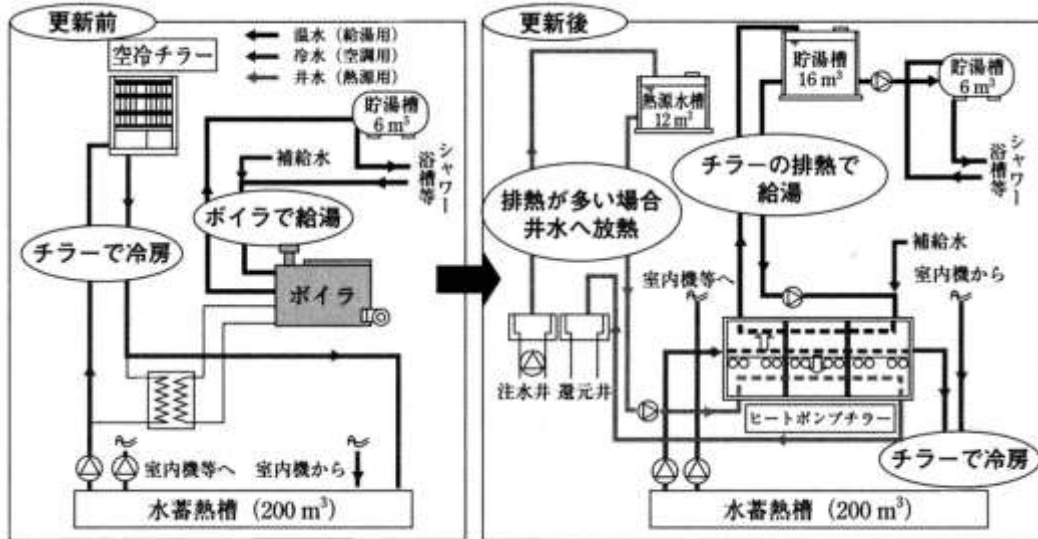 更新前
空冷チラー
温水（給湯用）
冷水（空調用）
井水（熱源用）
貯湯槽
6 m³
補給水
シャワー
浴槽等
ボイラで給湯
チラーで冷房
ボイラ
室内機等へ
室内機から
水蓄熱槽（200 m³）
更新後
熱源水槽
12 m³
貯湯槽
16 m³
貯湯槽
6 m³
シャワー
浴槽等
チラーの排熱で
給湯
排熱が多い場合
井水へ放熱
補給水
室内機等へ
室内機から
注水井
還元井
ヒートポンプチラー
チラーで冷房
水蓄熱槽（200 m³）